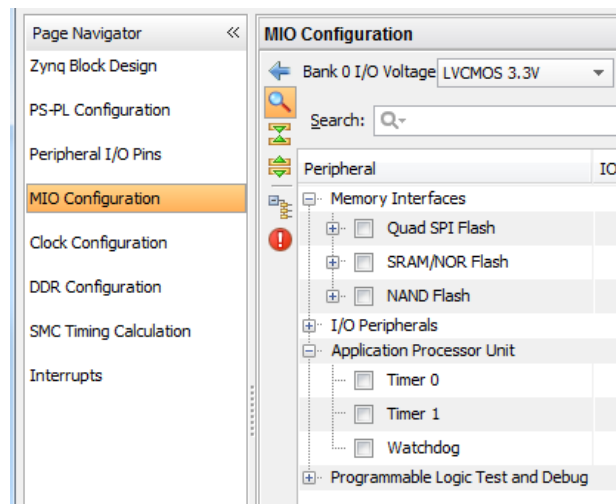 Page Navigator «
Zynq Block Design
PS-PL Configuration
Peripheral I/O Pins
MIO Configuration
Clock Configuration
DDR Configuration
SMC Timing Calculation
Interrupts
MIO Configuration
Bank 0 I/O Voltage LVCMOS 3.3V
Search:
Peripheral IO
Memory Interfaces
Quad SPI Flash
SRAM/NOR Flash
NAND Flash
I/O Peripherals
Application Processor Unit
Timer 0
Timer 1
Watchdog
Programmable Logic Test and Debug